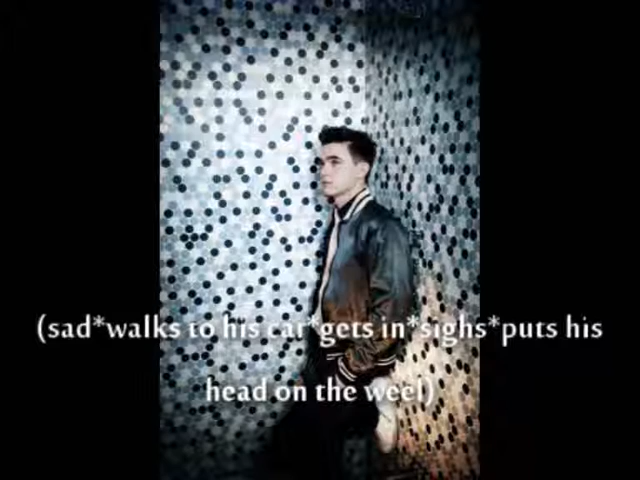 (sad*walks to his car*gets in*sighs*puts his
head on the weel)